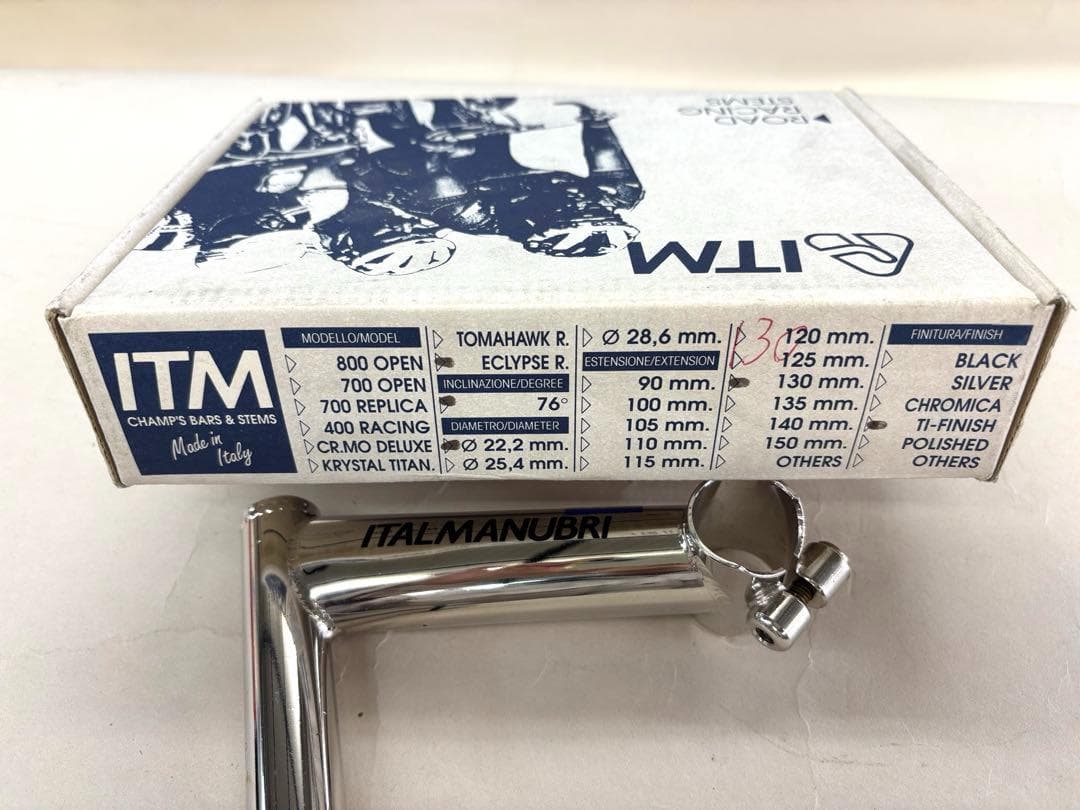 ROAD
RACING
STEMS
ITM
ITM
CHAMP'S BARS & STEMS
Made in
Italy
MODELLO/MODEL
800 OPEN
700 OPEN
700 REPLICA
400 RACING
CR.MO DELUXE
KRYSTAL TITAN.
TOMAHAWK R.
ECLYPSE R.
INCLINAZIONE/DEGREE
76°
DIAMETRO/DIAMETER
Ø 22,2 mm.
Ø 25,4 mm.
Ø 28,6 mm.
ESTENSIONE/EXTENSION
90 mm.
100 mm.
105 mm.
110 mm.
115 mm.
130
120 mm.
125 mm.
130 mm.
135 mm.
140 mm.
150 mm.
OTHERS
FINITURA/FINISH
BLACK
SILVER
CHROMICA
TI-FINISH
POLISHED
OTHERS
ITALMANUBRI